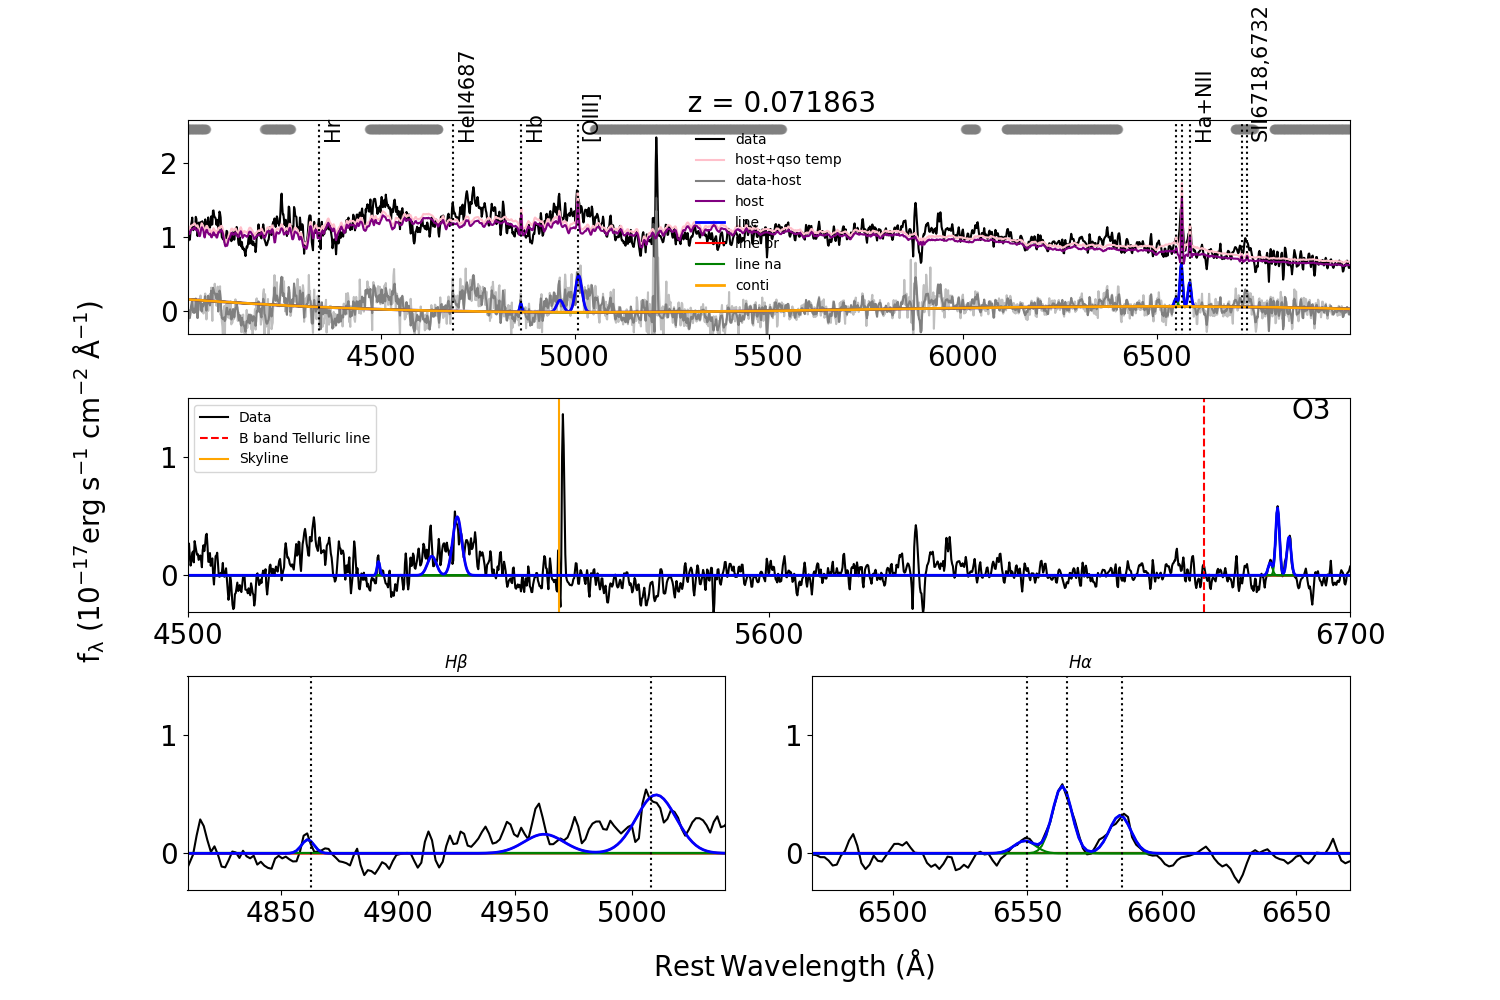 z = 0.071863
Hr
HeII4687
Hb
[OIII]
Ha+NII
SII6718,6732
data
host+qso temp
data-host
host
line
line br
line na
conti
2
1
0
4500
5000
5500
6000
6500
f_λ (10^{-17}erg s^{-1} cm^{-2} Å^{-1})
O3
Data
B band Telluric line
Skyline
1
0
4500
5600
6700
Hβ
1
0
4850
4900
4950
5000
Hα
1
0
6500
6550
6600
6650
Rest Wavelength (Å)